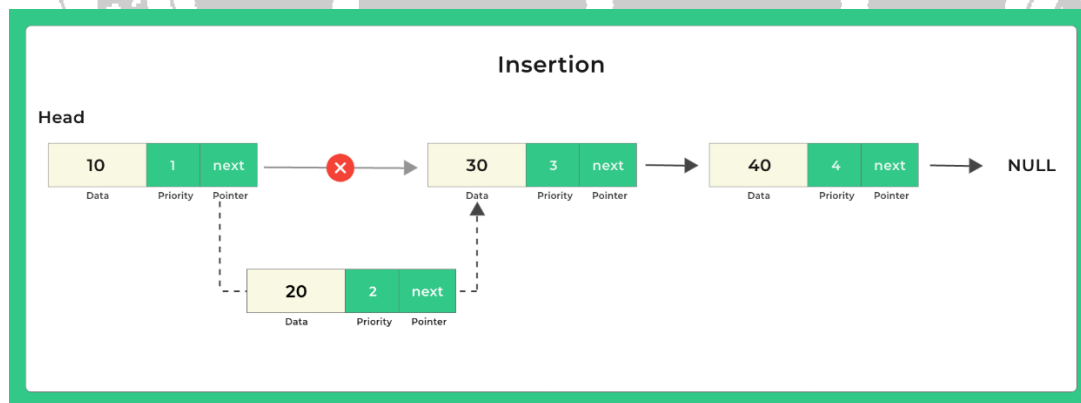 Insertion
Head
10 1 next 30 3 next 40 4 next NULL
Data Priority Pointer Data Priority Pointer Data Priority Pointer
20 2 next
Data Priority Pointer